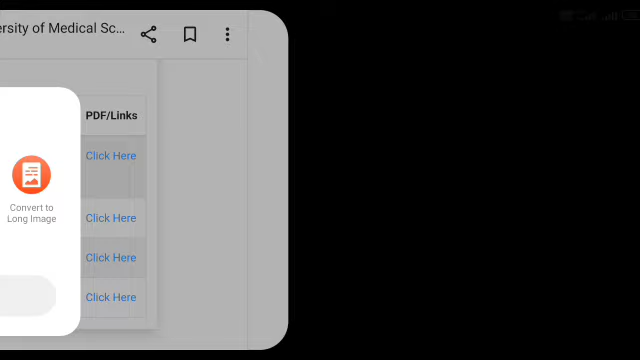 ersity of Medical Sc...
PDF/Links
Click Here
Convert to
Long Image
Click Here
Click Here
Click Here